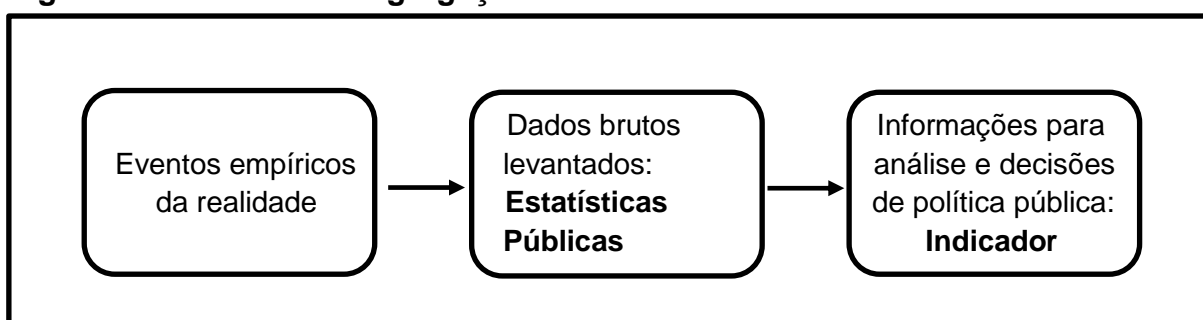 Eventos empíricos
da realidade
Dados brutos
levantados:
Estatísticas
Públicas
Informações para
análise e decisões
de política pública:
Indicador